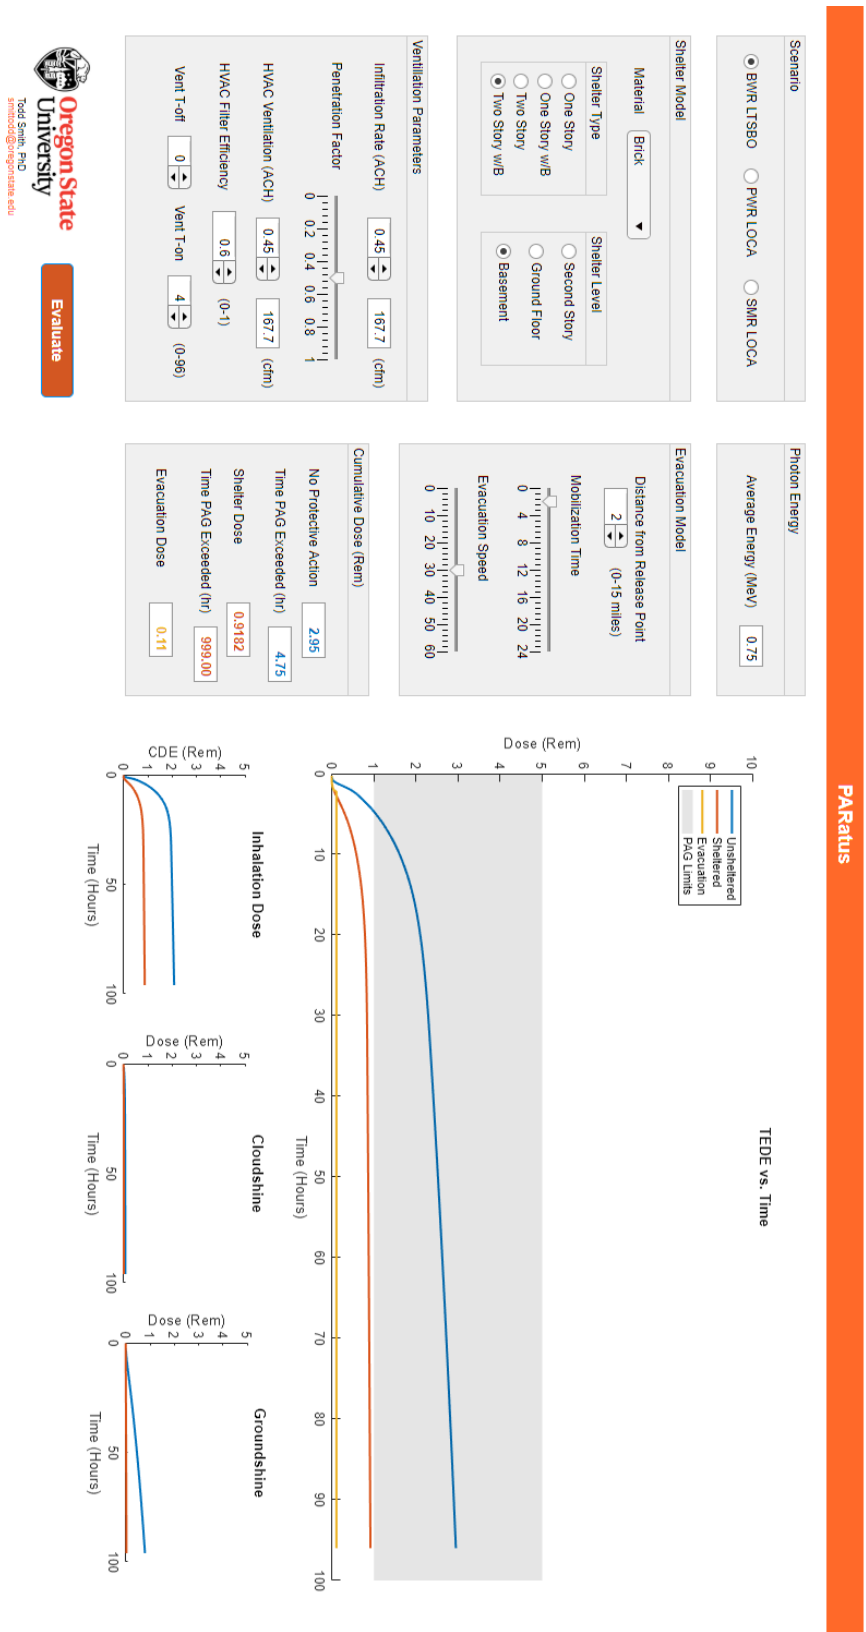 PARatus
Scenario
BWR LTSBO PWR LOCA SMR LOCA
Shelter Model
Material Brick
Shelter Type
One Story
One Story w/B
Two Story
Two Story w/B
Shelter Level
Second Story
Ground Floor
Basement
Ventillation Parameters
Infiltration Rate (ACH) 0.45 167.7 (cfm)
Penetration Factor
0 0.2 0.4 0.6 0.8 1
HVAC Ventilation (ACH) 0.45 167.7 (cfm)
HVAC Filter Efficiency 0.6 (0-1)
Vent T-off 0 Vent T-on 4 (0-96)
Oregon State
University
Todd Smith, PhD
smittodd@oregonstate.edu
Evaluate
Photon Energy
Average Energy (MeV) 0.75
Evacuation Model
Distance from Release Point
2 (0-15 miles)
Mobilization Time
0 4 8 12 16 20 24
Evacuation Speed
0 10 20 30 40 50 60
Cumulative Dose (Rem)
No Protective Action 2.95
Time PAG Exceeded (hr) 4.75
Shelter Dose 0.9182
Time PAG Exceeded (hr) 999.00
Evacuation Dose 0.11
TEDE vs. Time
Unsheltered
Sheltered
Evacuation
PAG Limits
Dose (Rem)
10
9
8
7
6
5
4
3
2
1
0
0 10 20 30 40 50 60 70 80 90 100
Time (Hours)
Inhalation Dose
CDE (Rem)
5
4
3
2
1
0
0 50 100
Time (Hours)
Cloudshine
Dose (Rem)
5
4
3
2
1
0
0 50 100
Time (Hours)
Groundshine
Dose (Rem)
5
4
3
2
1
0
0 50 100
Time (Hours)